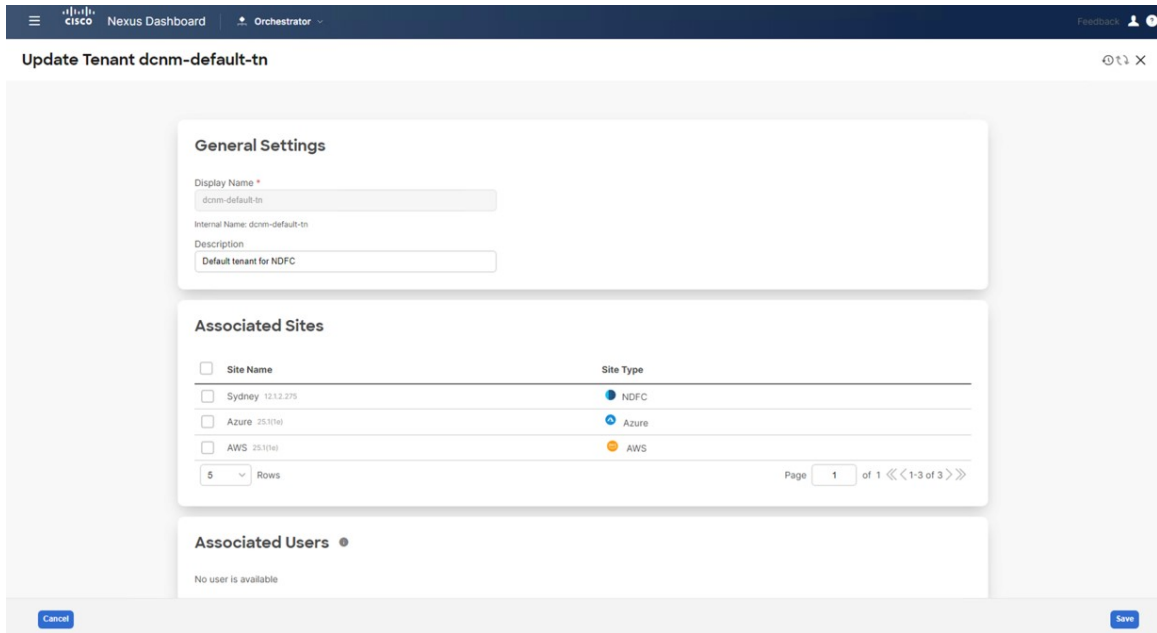 cisco Nexus Dashboard Orchestrator Feedback ?
Update Tenant dcnm-default-tn
General Settings
Display Name *
dcnm-default-tn
Internal Name: dcnm-default-tn
Description
Default tenant for NDFC
Associated Sites
Site Name Site Type
Sydney 12.1.2.275 NDFC
Azure 25.1(1e) Azure
AWS 25.1(1e) AWS
5 Rows Page 1 of 1 1-3 of 3
Associated Users
No user is available
Cancel Save